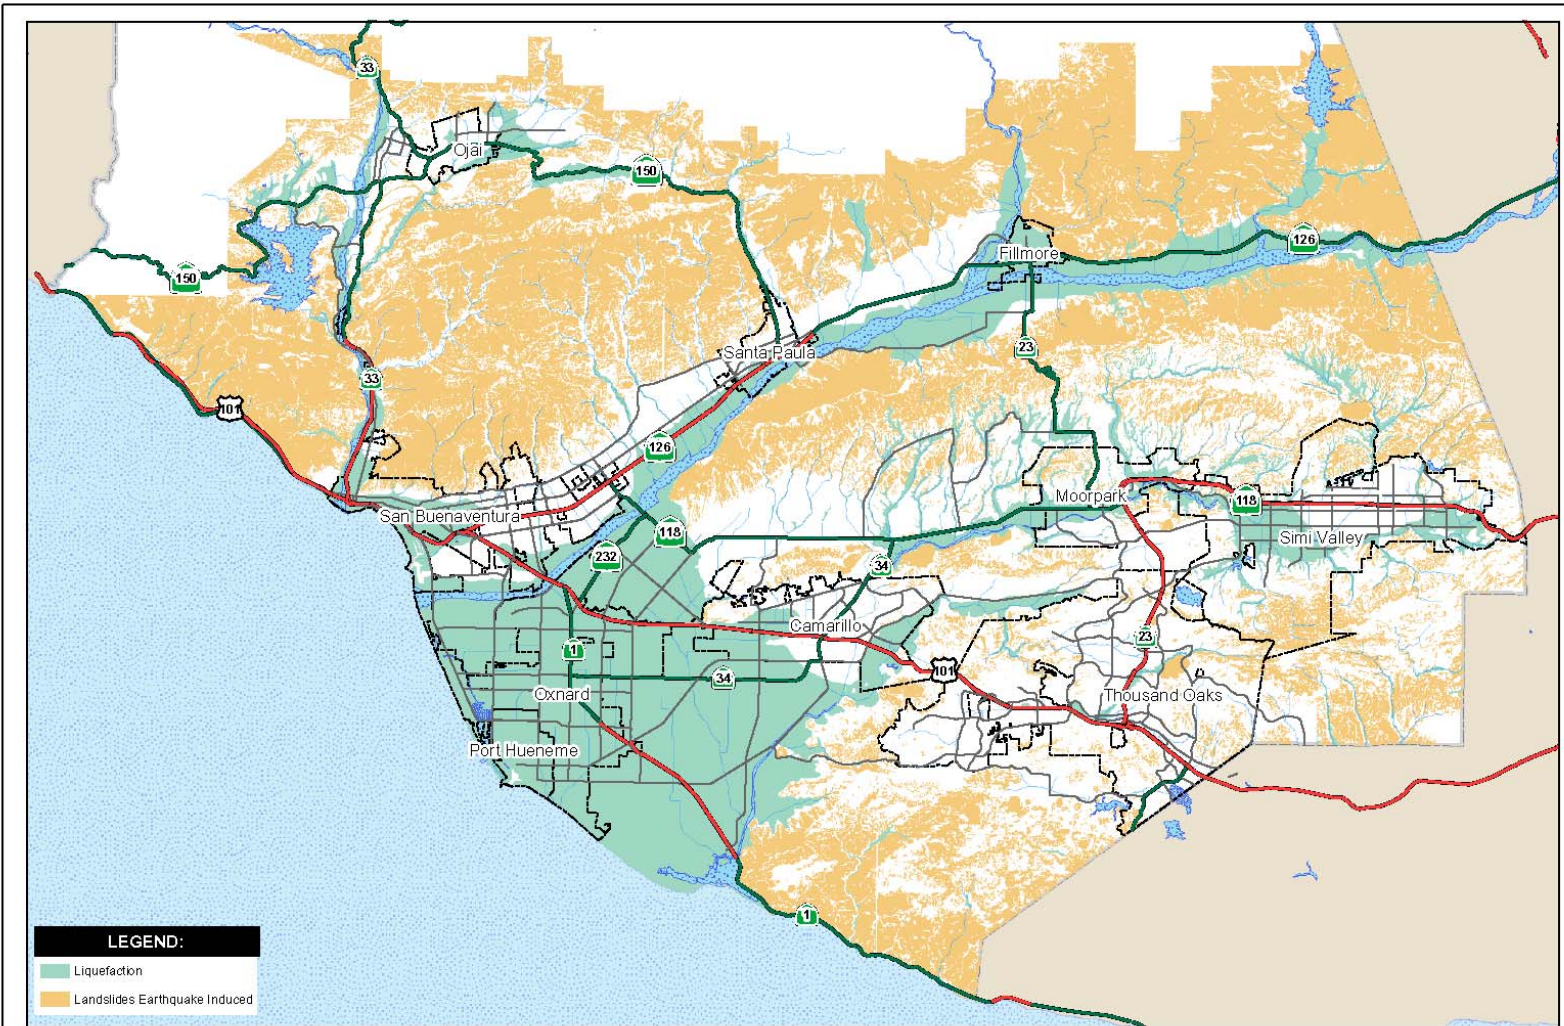 33
Ojai
150
150
126
Fillmore
23
Santa Paula
33
101
126
Moorpark
118
San Buenaventura
118
Simi Valley
232
34
Camarillo
23
1
101
34
Oxnard
Thousand Oaks
Port Hueneme
1
LEGEND:
Liquefaction
Landslides Earthquake Induced